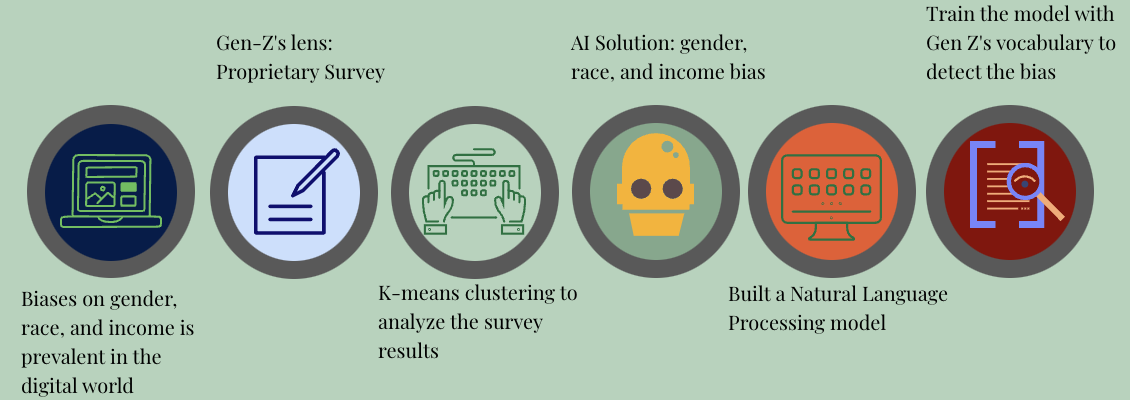 Biases on gender,
race, and income is
prevalent in the
digital world
Gen-Z's lens:
Proprietary Survey
K-means clustering to
analyze the survey
results
AI Solution: gender,
race, and income bias
Built a Natural Language
Processing model
Train the model with
Gen Z's vocabulary to
detect the bias